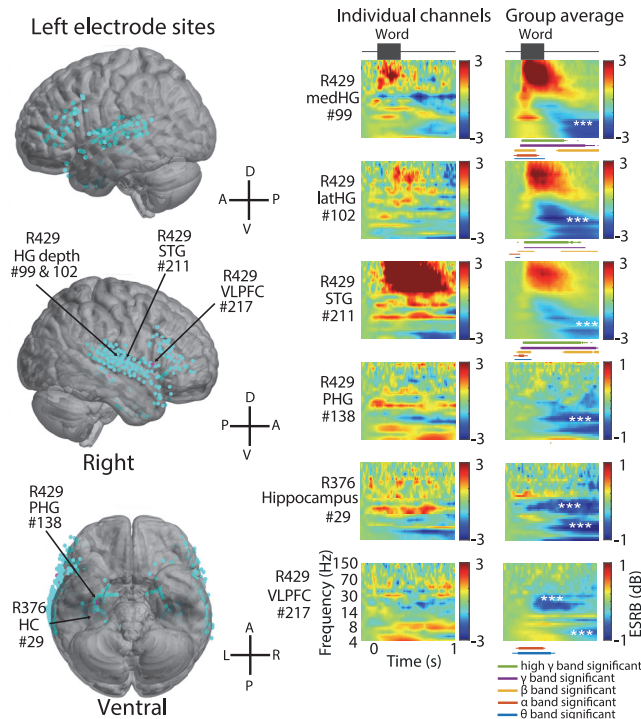 Left electrode sites
D
A P
V
R429
HG depth
#99 & 102
R429
STG
#211
R429
VLPFC
#217
D
P A
V
Right
R429
PHG
#138
R376
HC
#29
A
L R
P
Ventral
Individual channels
Group average
Word
Word
R429
medHG
#99
3
-3
3
-3
***
R429
latHG
#102
3
-3
3
-3
***
R429
STG
#211
3
-3
3
-3
***
R429
PHG
#138
3
-3
1
-1
***
R376
Hippocampus
#29
3
-3
1
-1
***
***
R429
VLPFC
#217
Frequency (Hz)
150
70
30
14
8
4
0 1
Time (s)
3
-3
***
***
1
-1
ESRB (dB)
high γ band significant
γ band significant
β band significant
α band significant
θ band significant